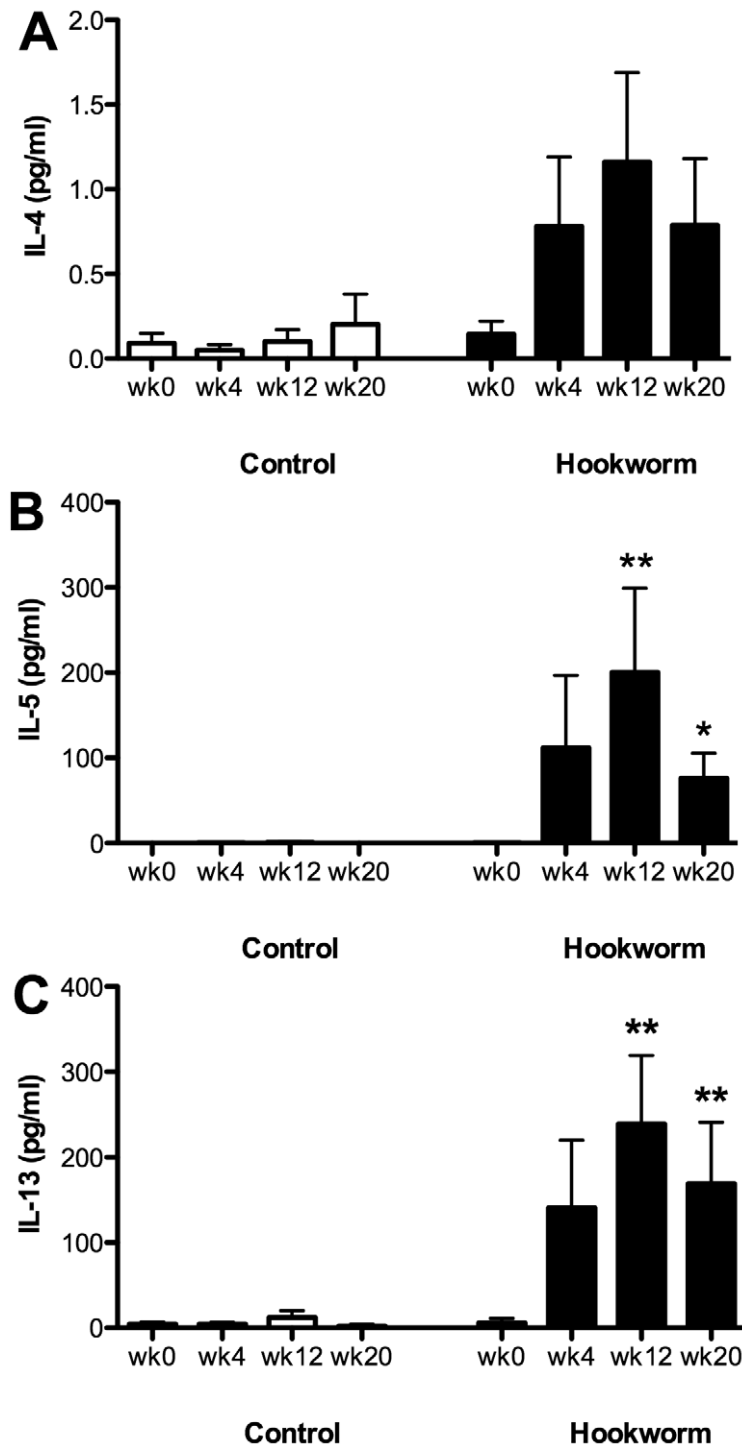 A
IL-4 (pg/ml)
2.0
1.5
1.0
0.5
0.0
wk0 wk4 wk12 wk20 wk0 wk4 wk12 wk20
Control Hookworm
B
IL-5 (pg/ml)
400
300
200
100
0
**
*
wk0 wk4 wk12 wk20 wk0 wk4 wk12 wk20
Control Hookworm
C
IL-13 (pg/ml)
400
300
200
100
0
**
**
wk0 wk4 wk12 wk20 wk0 wk4 wk12 wk20
Control Hookworm